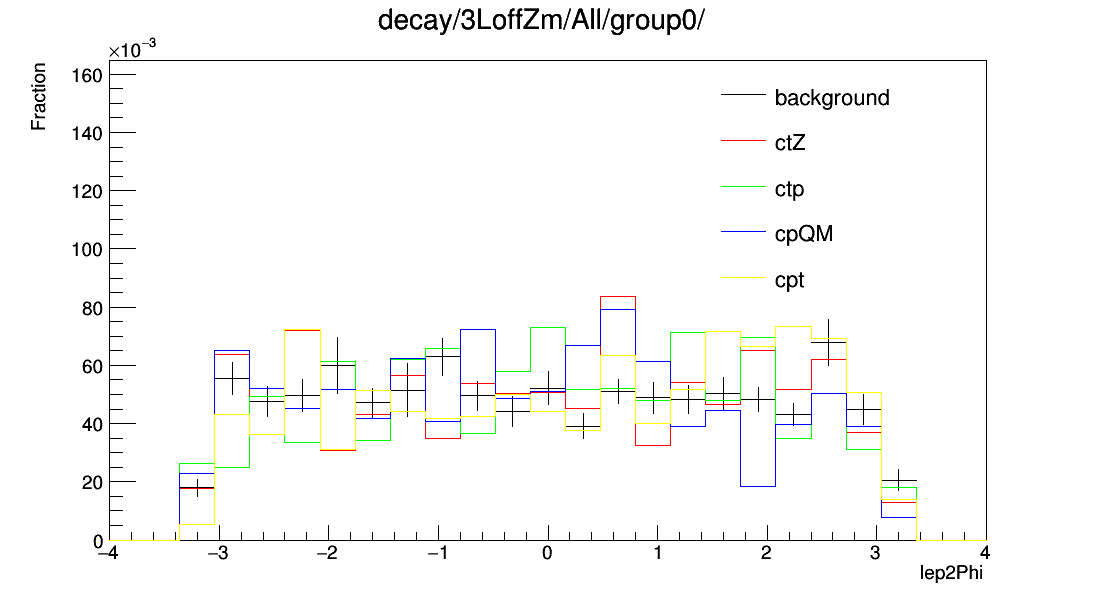 decay/3LoffZm/All/group0/
×10⁻³
Fraction
160
140
120
100
80
60
40
20
0
background
ctZ
ctp
cpQM
cpt
−4 −3 −2 −1 0 1 2 3 4
lep2Phi